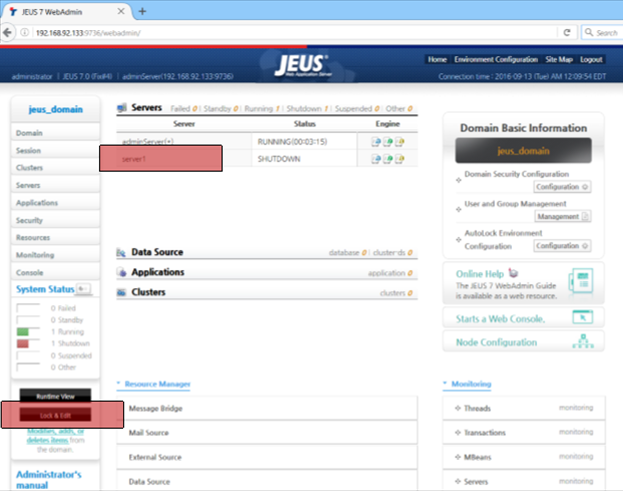 JEUS 7 WebAdmin
192.168.92.133:9736/webadmin/
Search
JEUS
Web Application Server
Home Environment Configuration Site Map Logout
administrator | JEUS 7.0 (Fix#4) | adminServer(192.168.92.133:9736)
Connection time : 2016-09-13 (Tue) AM 12:09:54 EDT
jeus_domain
Domain
Session
Clusters
Servers
Applications
Security
Resources
Monitoring
Console
System Status
0 Failed
0 Standby
1 Running
1 Shutdown
0 Suspended
0 Other
Runtime View
Lock & Edit
Modifies, adds, or
deletes items from
the domain.
Administrator's
manual
Servers Failed 0 | Standby 0 | Running 1 | Shutdown 1 | Suspended 0 | Other 0
Server Status Engine
adminServer(*) RUNNING(00:03:15)
server1 SHUTDOWN
Data Source database 0 | cluster-ds 0
Applications application 0
Clusters clusters 0
Resource Manager
Message Bridge
Mail Source
External Source
Data Source
Domain Basic Information
jeus_domain
Domain Security Configuration
Configuration
User and Group Management
Management
AutoLock Environment
Configuration
Configuration
Online Help
The JEUS 7 WebAdmin Guide
is available as a web resource.
Starts a Web Console.
Node Configuration
Monitoring
Threads monitoring
Transactions monitoring
MBeans monitoring
Servers monitoring